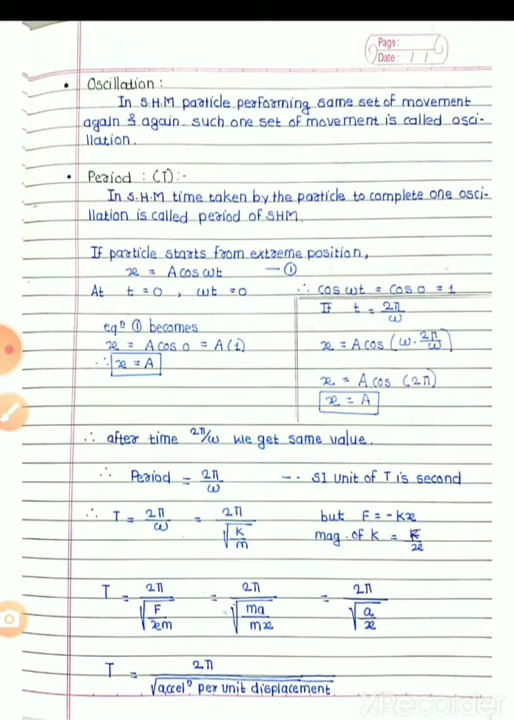 Page:
Date: / /
• Oscillation:
In S.H.M particle performing same set of movement
again & again. such one set of movement is called osci-
llation.
• Period : (T):-
In S.H.M time taken by the particle to complete one osci-
llation is called period of SHM.
If particle starts from extreme position,
x = A cos ωt — ①
At t = 0 , ωt = 0 ∴ cos ωt = cos 0 = 1
If t = 2π/ω
eqⁿ ① becomes
x = A cos 0 = A(1)
∴ x = A
x = A cos (ω · 2π/ω)
x = A cos (2π)
x = A
∴ after time 2π/ω we get same value.
∴ Period = 2π/ω -- SI unit of T is second
∴ T = 2π/ω = 2π/√(K/m) but F = -Kx
mag. of K = F/x
T = 2π/√(F/xm) = 2π/√(ma/mx) = 2π/√(a/x)
T = 2π/√(accelⁿ per unit displacement)
XRecorder